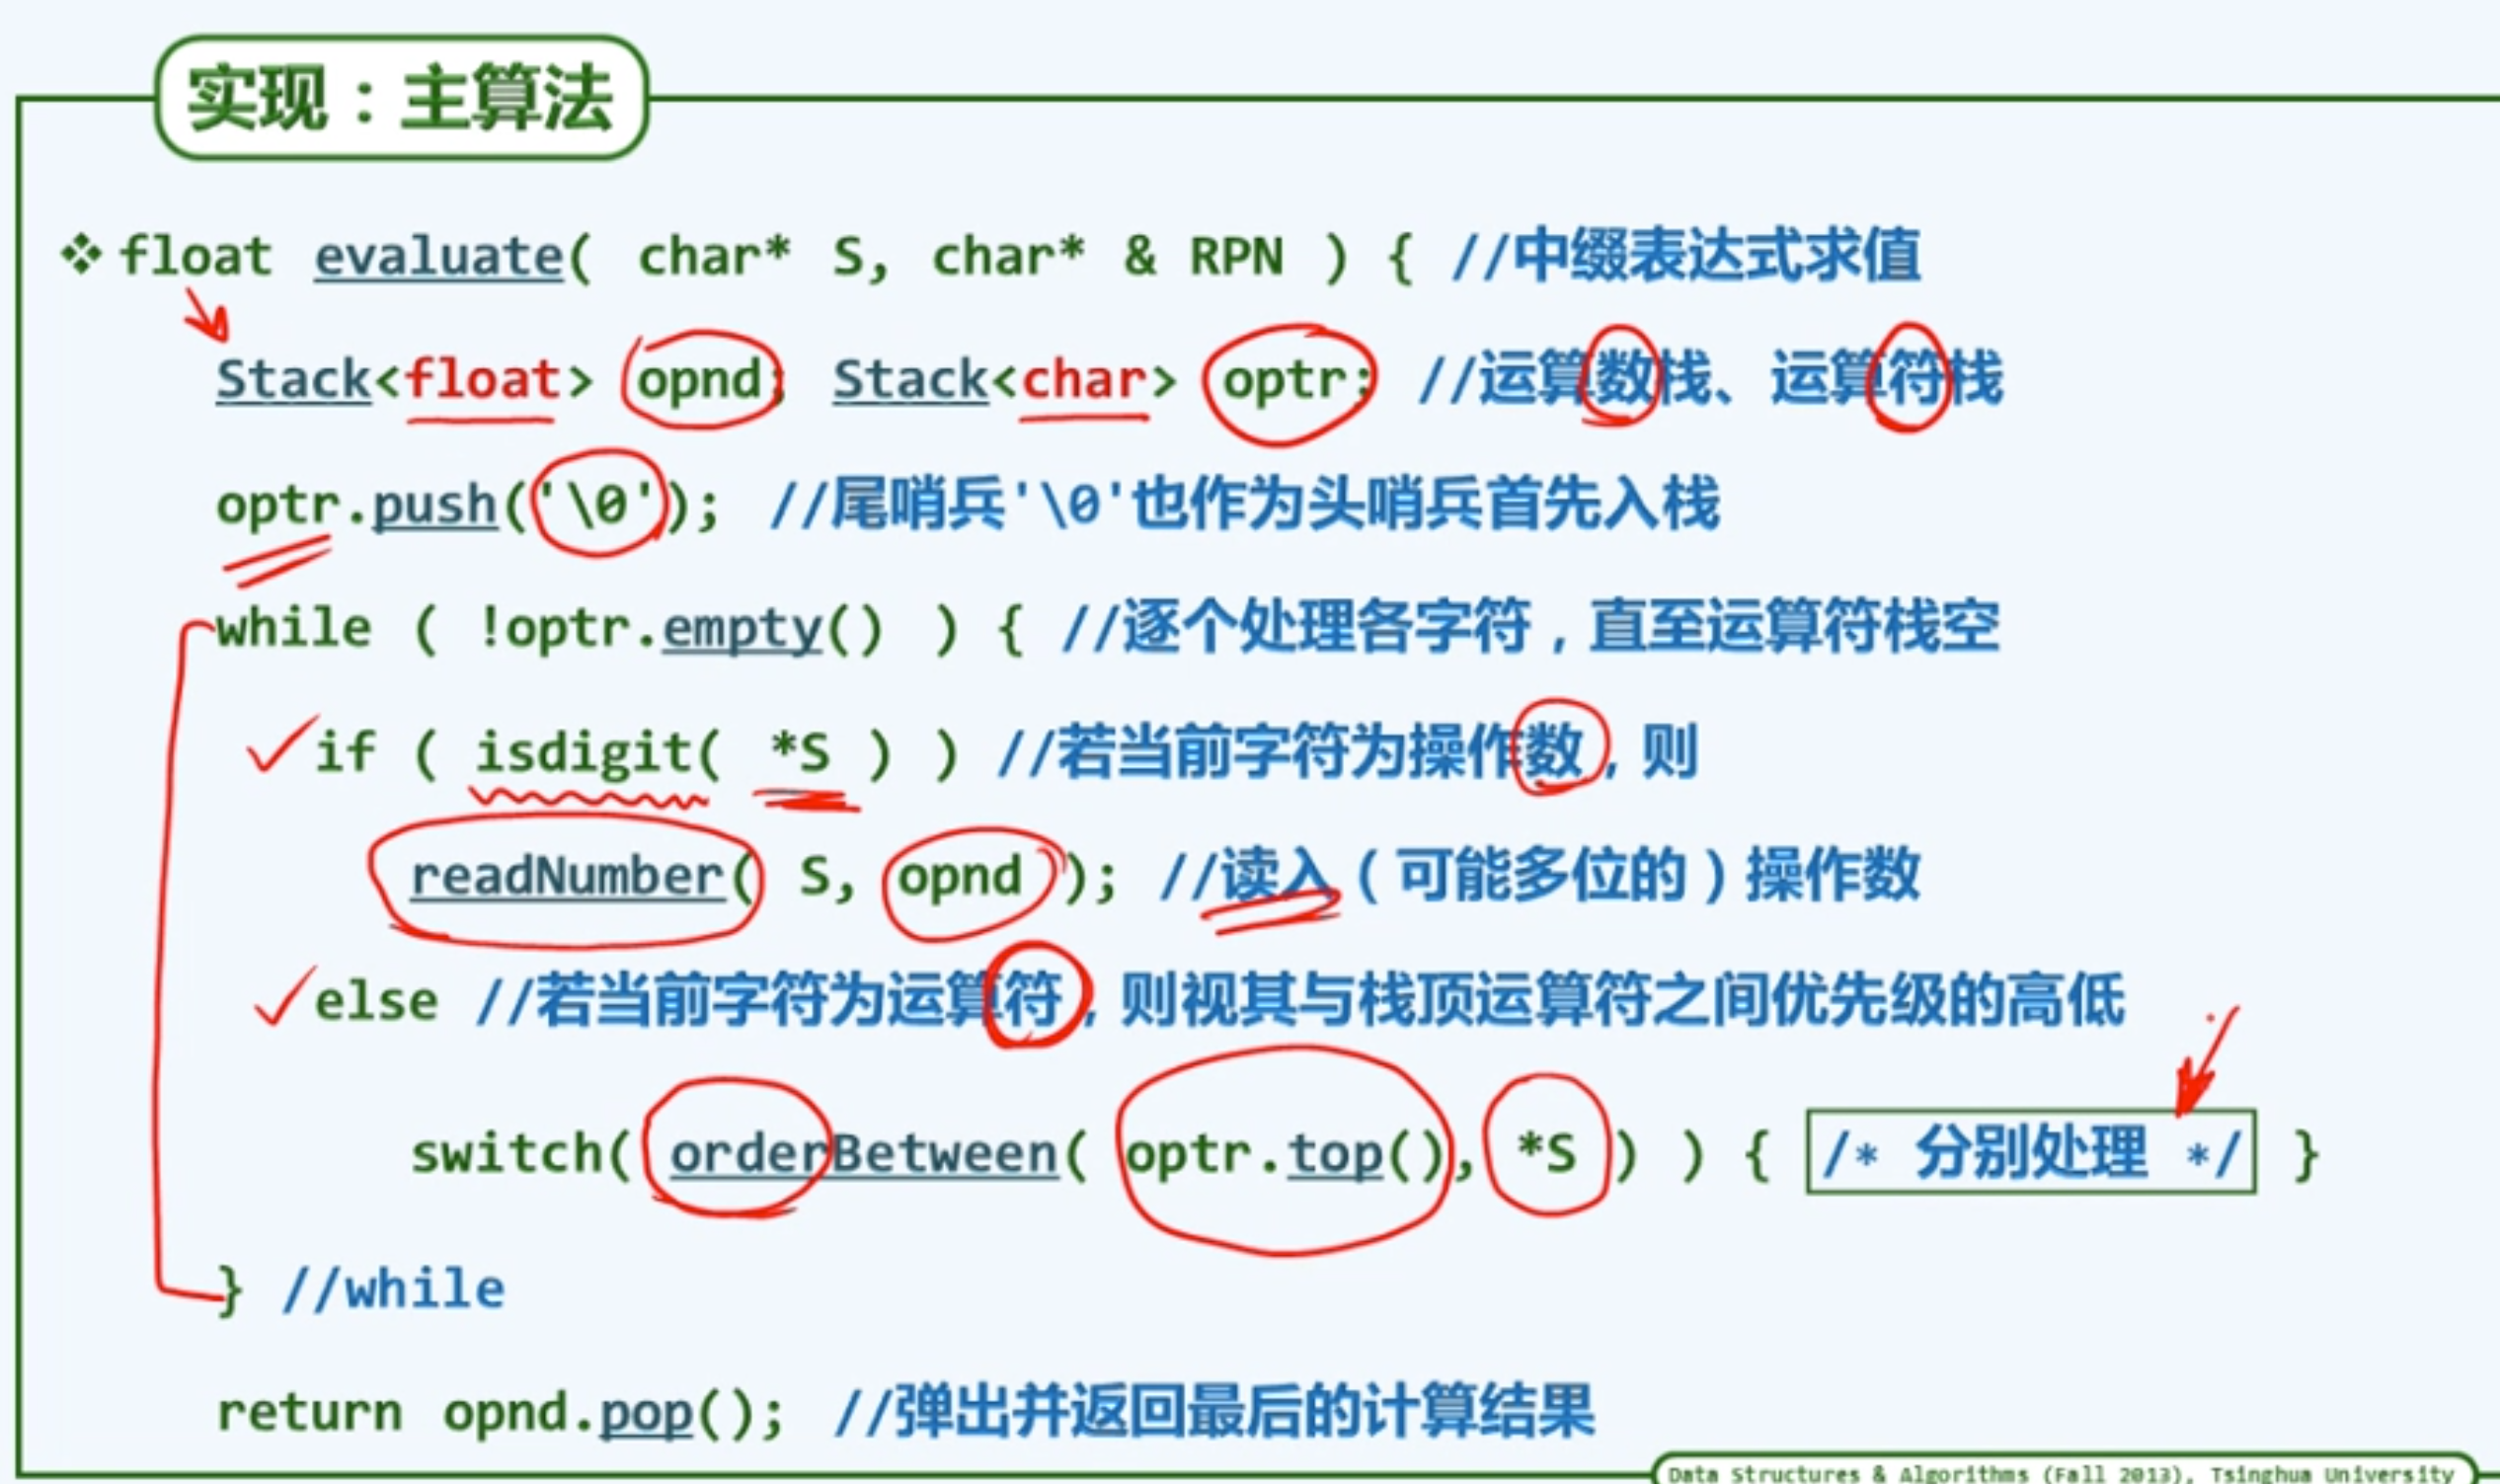 实现：主算法
❖ float evaluate( char* S, char* & RPN ) { //中缀表达式求值
Stack<float> opnd; Stack<char> optr; //运算数栈、运算符栈
optr.push('\0'); //尾哨兵'\0'也作为头哨兵首先入栈
while ( !optr.empty() ) { //逐个处理各字符，直至运算符栈空
if ( isdigit( *S ) ) //若当前字符为操作数，则
readNumber( S, opnd ); //读入（可能多位的）操作数
else //若当前字符为运算符，则视其与栈顶运算符之间优先级的高低
switch( orderBetween( optr.top(), *S ) ) { /* 分别处理 */ }
} //while
return opnd.pop(); //弹出并返回最后的计算结果
Data Structures & Algorithms (Fall 2013), Tsinghua University